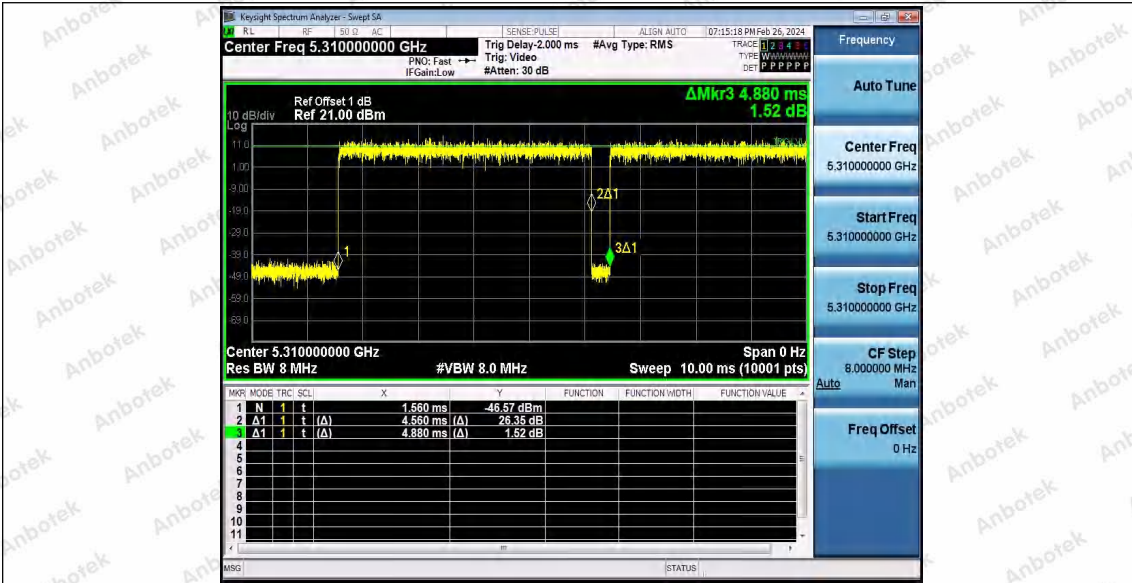 Keysight Spectrum Analyzer - Swept SA
RL RF 50 Ω AC SENSE:PULSE ALIGN AUTO 07:15:18 PM Feb 26, 2024
Center Freq 5.310000000 GHz
PNO: Fast
IFGain:Low
Trig Delay-2.000 ms
Trig: Video
#Atten: 30 dB
#Avg Type: RMS
TRACE 1 2 3 4 5 6
TYPE W
DET P P P P P P
ΔMkr3 4.880 ms
1.52 dB
Ref Offset 1 dB
10 dB/div Ref 21.00 dBm
Log
11.0
1.00
-9.00
-19.0
-29.0
-39.0
-49.0
-59.0
-69.0
1
2Δ1
3Δ1
Center 5.310000000 GHz Span 0 Hz
Res BW 8 MHz #VBW 8.0 MHz Sweep 10.00 ms (10001 pts)
MKR MODE TRC SCL X Y FUNCTION FUNCTION WIDTH FUNCTION VALUE
1 N 1 t 1.560 ms -46.57 dBm
2 Δ1 1 t (Δ) 4.560 ms (Δ) 26.35 dB
3 Δ1 1 t (Δ) 4.880 ms (Δ) 1.52 dB
4
5
6
7
8
9
10
11
MSG STATUS
Frequency
Auto Tune
Center Freq
5.310000000 GHz
Start Freq
5.310000000 GHz
Stop Freq
5.310000000 GHz
CF Step
8.000000 MHz
Auto Man
Freq Offset
0 Hz
Anbotek